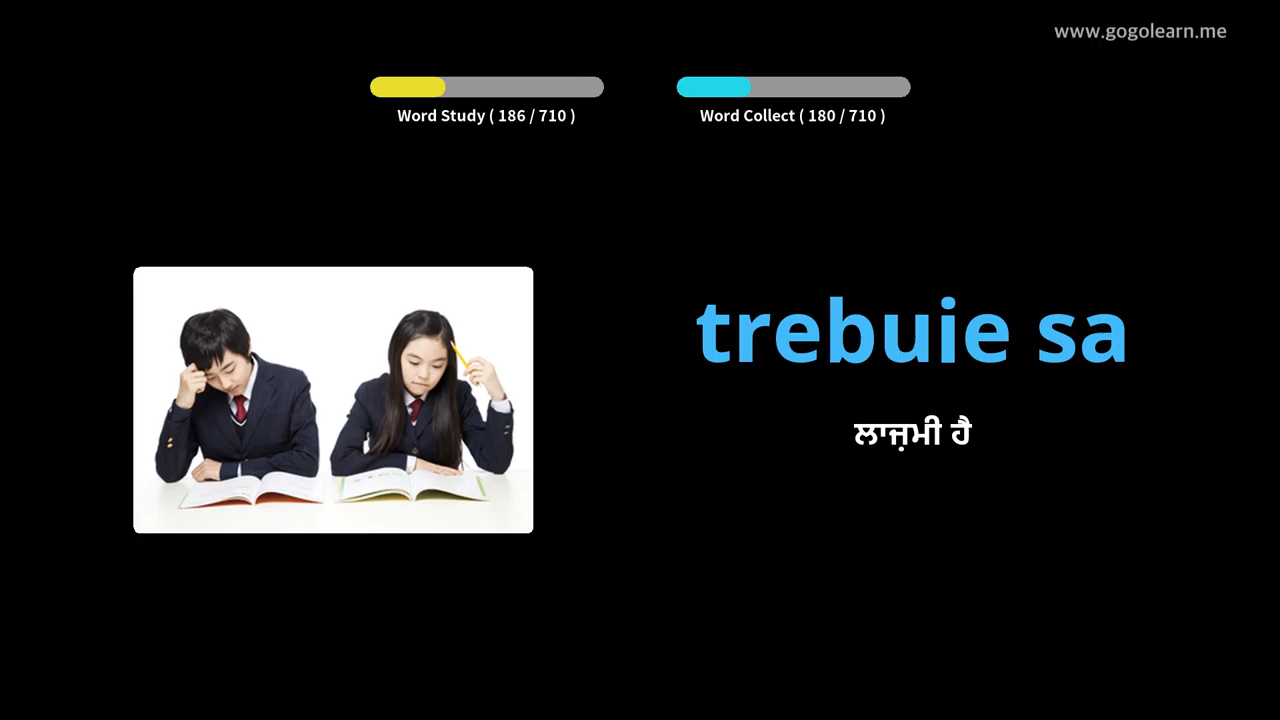 www.gogolearn.me
Word Study ( 186 / 710 )
Word Collect ( 180 / 710 )
trebuie sa
ਲਾਜ਼ਮੀ ਹੈ